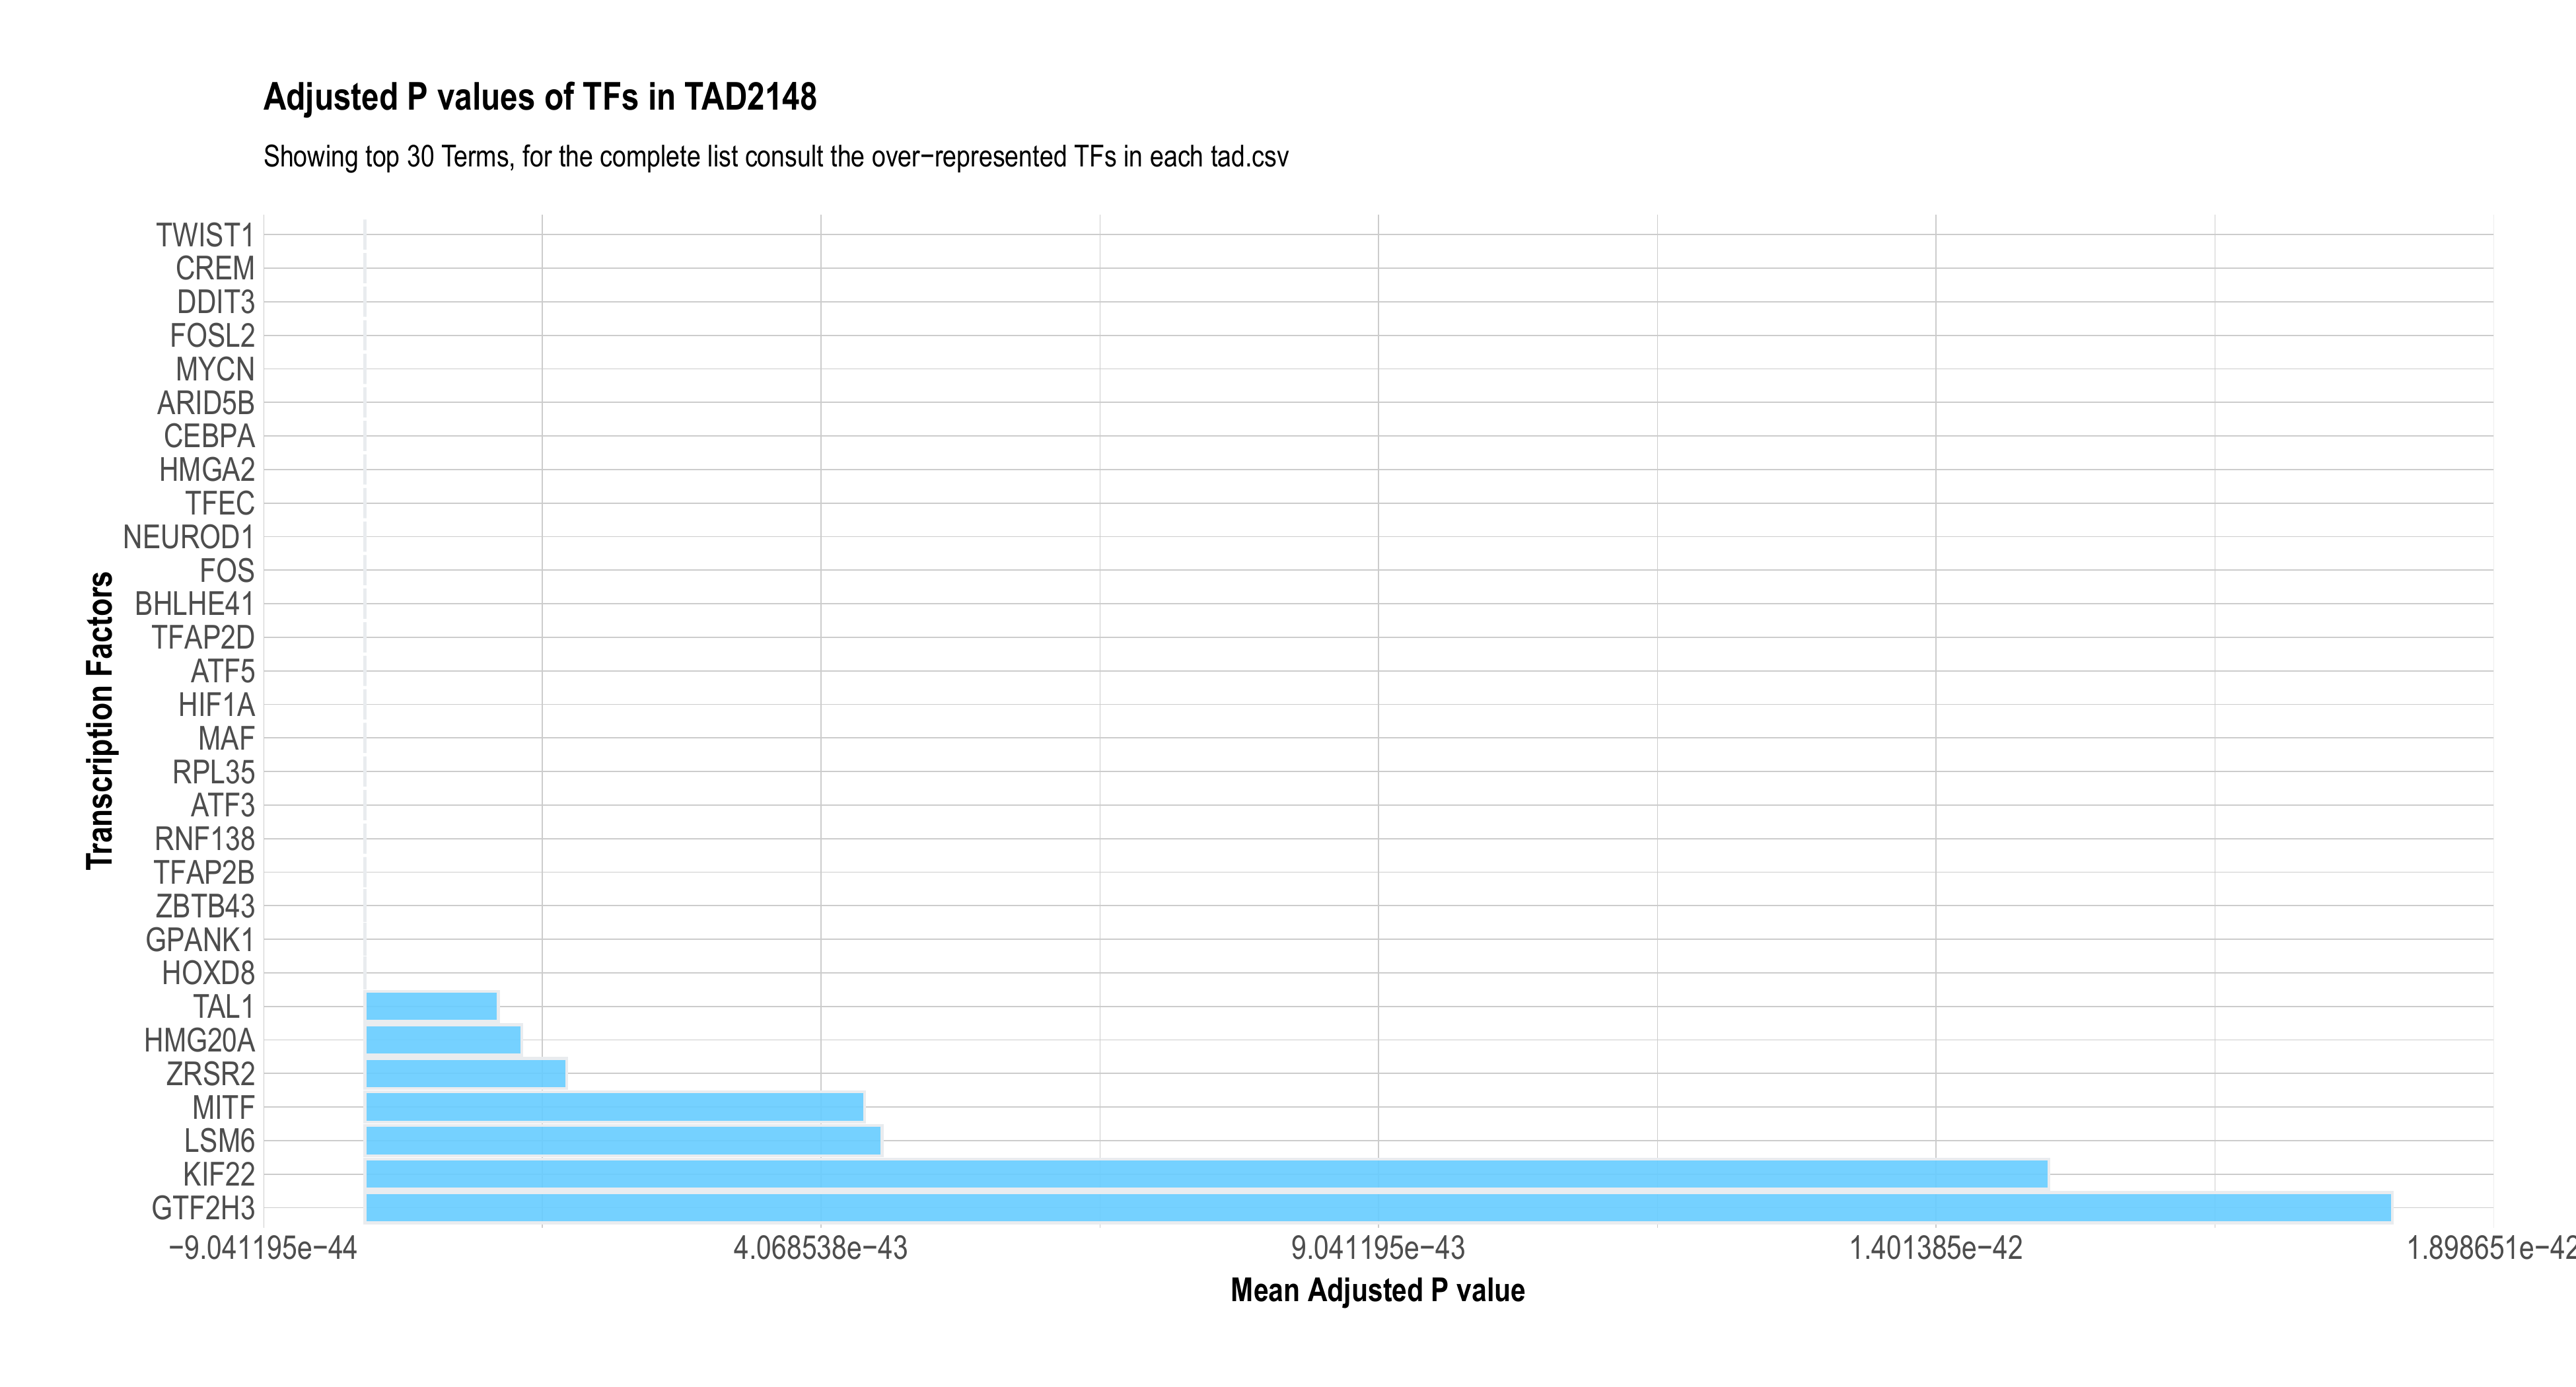 Adjusted P values of TFs in TAD2148
Showing top 30 Terms, for the complete list consult the over−represented TFs in each tad.csv
Transcription Factors
TWIST1
CREM
DDIT3
FOSL2
MYCN
ARID5B
CEBPA
HMGA2
TFEC
NEUROD1
FOS
BHLHE41
TFAP2D
ATF5
HIF1A
MAF
RPL35
ATF3
RNF138
TFAP2B
ZBTB43
GPANK1
HOXD8
TAL1
HMG20A
ZRSR2
MITF
LSM6
KIF22
GTF2H3
−9.041195e−44 4.068538e−43 9.041195e−43 1.401385e−42 1.898651e−42
Mean Adjusted P value